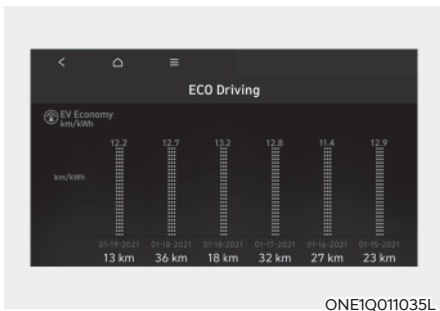 ECO Driving
EV Economy
km/kWh
12.2 12.7 13.2 12.8 11.4 12.9
km/kWh
01-19-2021 01-18-2021 01-18-2021 01-17-2021 01-16-2021 01-15-2021
13 km 36 km 18 km 32 km 27 km 23 km
ONE1Q011035L